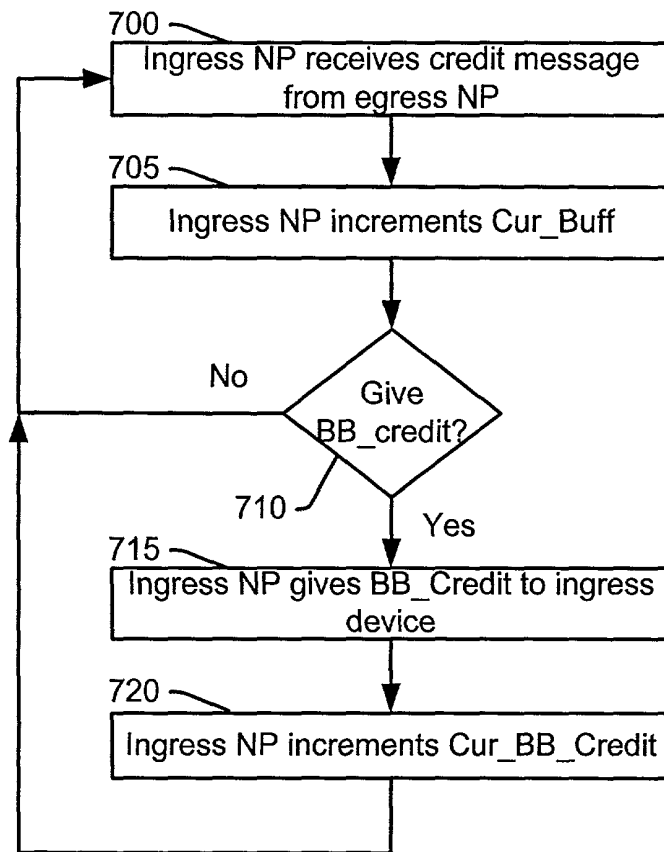 700
Ingress NP receives credit message
from egress NP
705
Ingress NP increments Cur_Buff
No
Give
BB_credit?
710
Yes
715
Ingress NP gives BB_Credit to ingress
device
720
Ingress NP increments Cur_BB_Credit